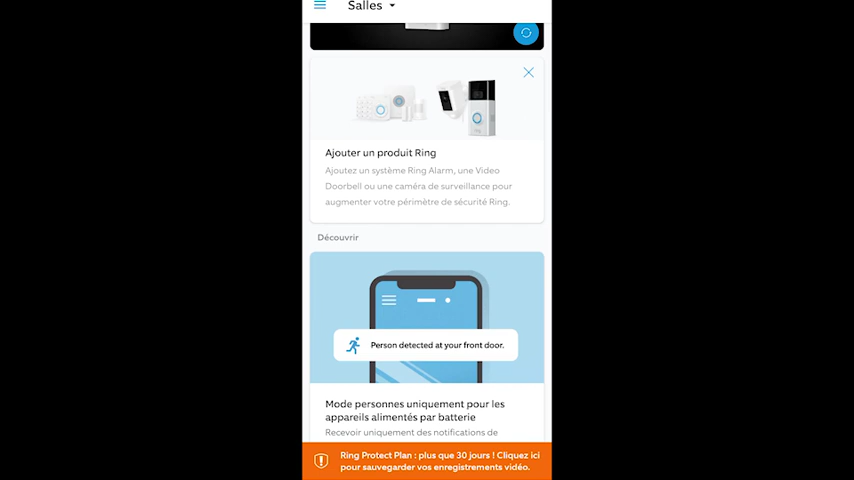 Salles
Ajouter un produit Ring
Ajoutez un système Ring Alarm, une Video
Doorbell ou une caméra de surveillance pour
augmenter votre périmètre de sécurité Ring.
Découvrir
Person detected at your front door.
Mode personnes uniquement pour les
appareils alimentés par batterie
Recevoir uniquement des notifications de
Ring Protect Plan : plus que 30 jours ! Cliquez ici
pour sauvegarder vos enregistrements vidéo.